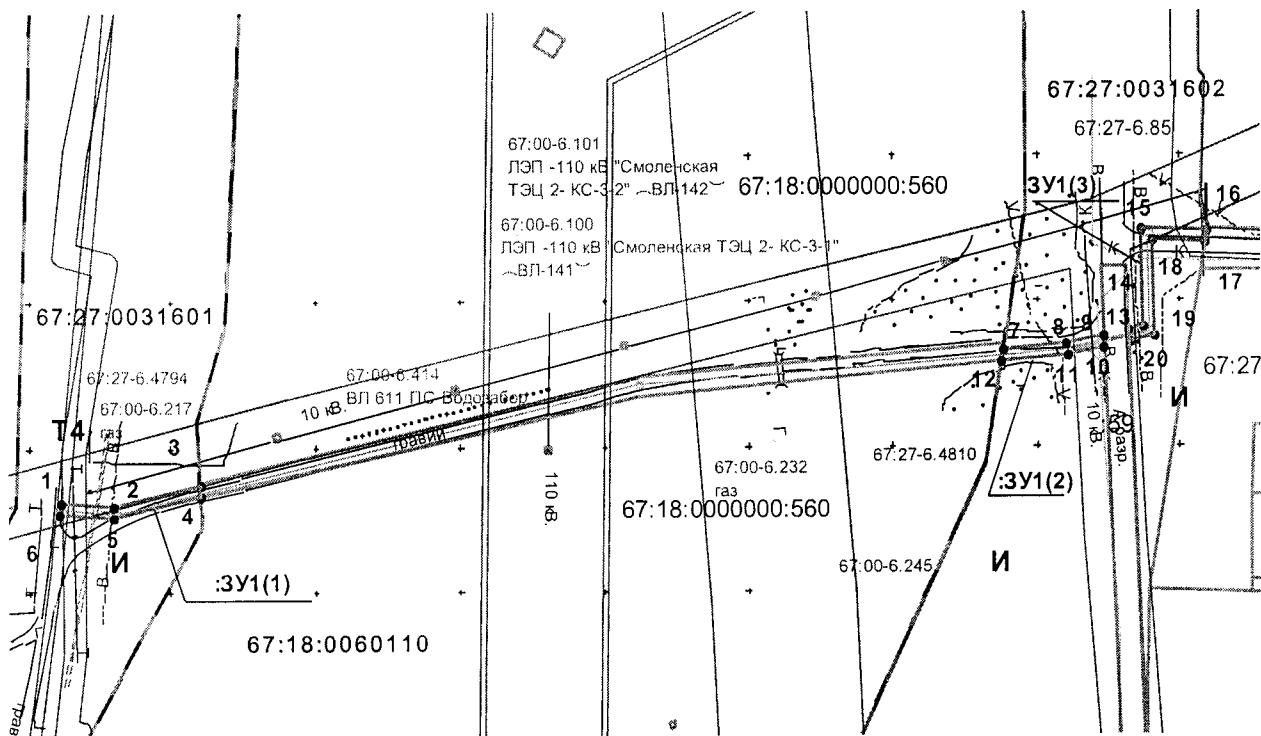 67:27:0031602
67:27-6.85
67:00-6.101
ЛЭП -110 кВ "Смоленская
ТЭЦ 2- КС-3-2" ВЛ-142
67:18:0000000:560
ЗУ1(3)
15
16
67:00-6.100
ЛЭП -110 кВ "Смоленская ТЭЦ 2- КС-3-1"
ВЛ-141
К
В
В
К
К
18
14
17
67:27:0031601
13
19
7
8
9
20
67:27
67:27-6.4794
67:00-6.414
ВЛ 611 ПС Водозабор
12
11
10
В
67:00-6.217
газ
10 кВ.
И
10 кВ.
Т4
3
гравий
67:00-6.232
газ
67:27-6.4810
:ЗУ1(2)
110 кВ.
1
2
4
67:18:0000000:560
5
6
И
В
67:00-6.245
И
:ЗУ1(1)
67:18:0060110